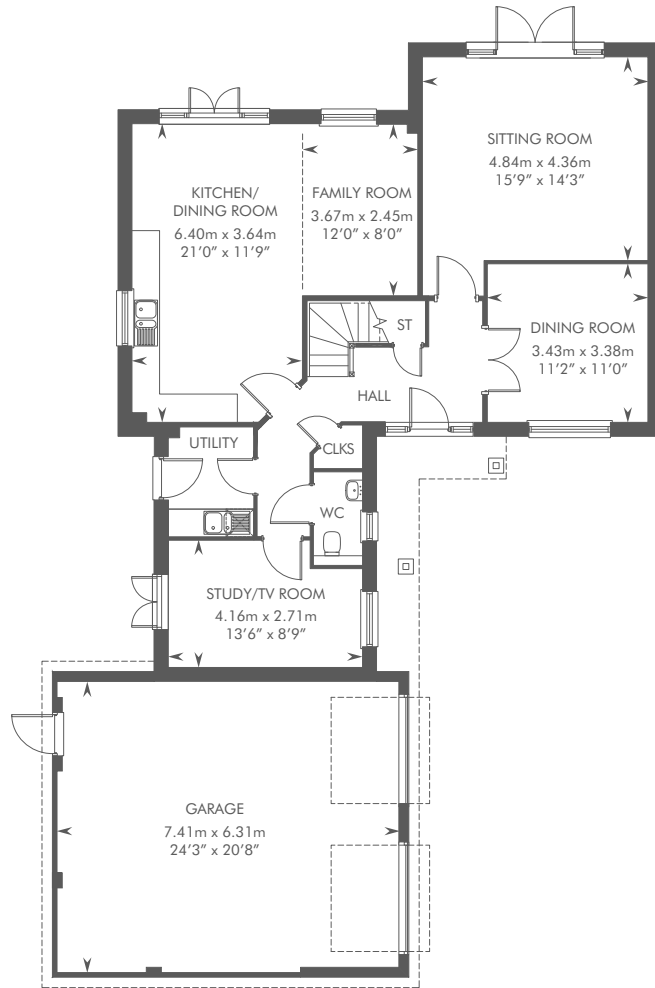 SITTING ROOM
4.84m x 4.36m
15’9” x 14’3”
KITCHEN/
DINING ROOM
6.40m x 3.64m
21’0” x 11’9”
FAMILY ROOM
3.67m x 2.45m
12’0” x 8’0”
ST
DINING ROOM
3.43m x 3.38m
11’2” x 11’0”
HALL
UTILITY
CLKS
WC
STUDY/TV ROOM
4.16m x 2.71m
13’6” x 8’9”
GARAGE
7.41m x 6.31m
24’3” x 20’8”